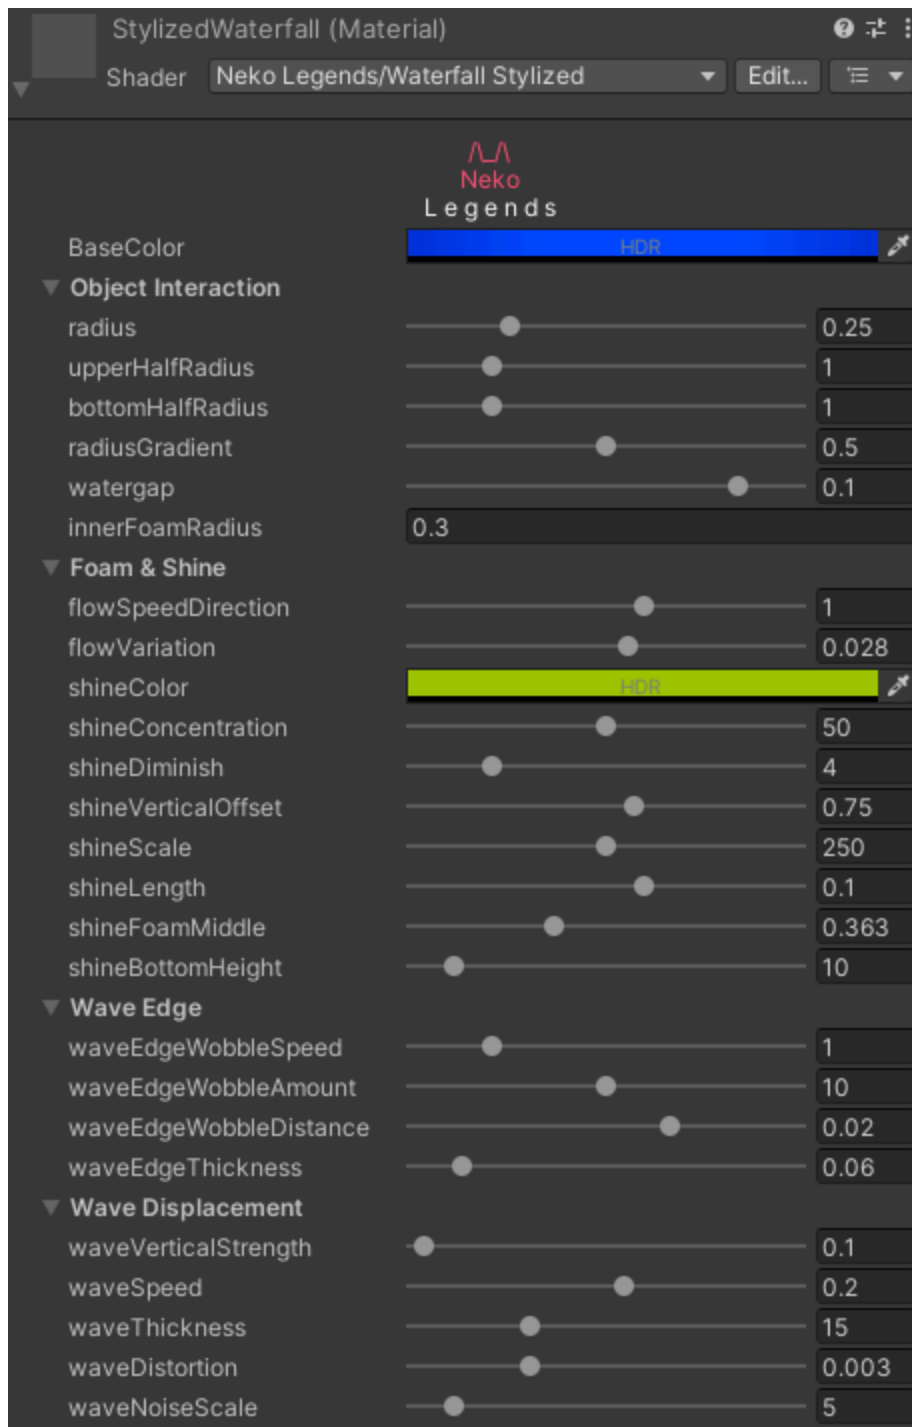 StylizedWaterfall (Material)
Shader Neko Legends/Waterfall Stylized Edit...
/\_/\
Neko
Legends
BaseColor HDR
Object Interaction
radius 0.25
upperHalfRadius 1
bottomHalfRadius 1
radiusGradient 0.5
watergap 0.1
innerFoamRadius 0.3
Foam & Shine
flowSpeedDirection 1
flowVariation 0.028
shineColor HDR
shineConcentration 50
shineDiminish 4
shineVerticalOffset 0.75
shineScale 250
shineLength 0.1
shineFoamMiddle 0.363
shineBottomHeight 10
Wave Edge
waveEdgeWobbleSpeed 1
waveEdgeWobbleAmount 10
waveEdgeWobbleDistance 0.02
waveEdgeThickness 0.06
Wave Displacement
waveVerticalStrength 0.1
waveSpeed 0.2
waveThickness 15
waveDistortion 0.003
waveNoiseScale 5